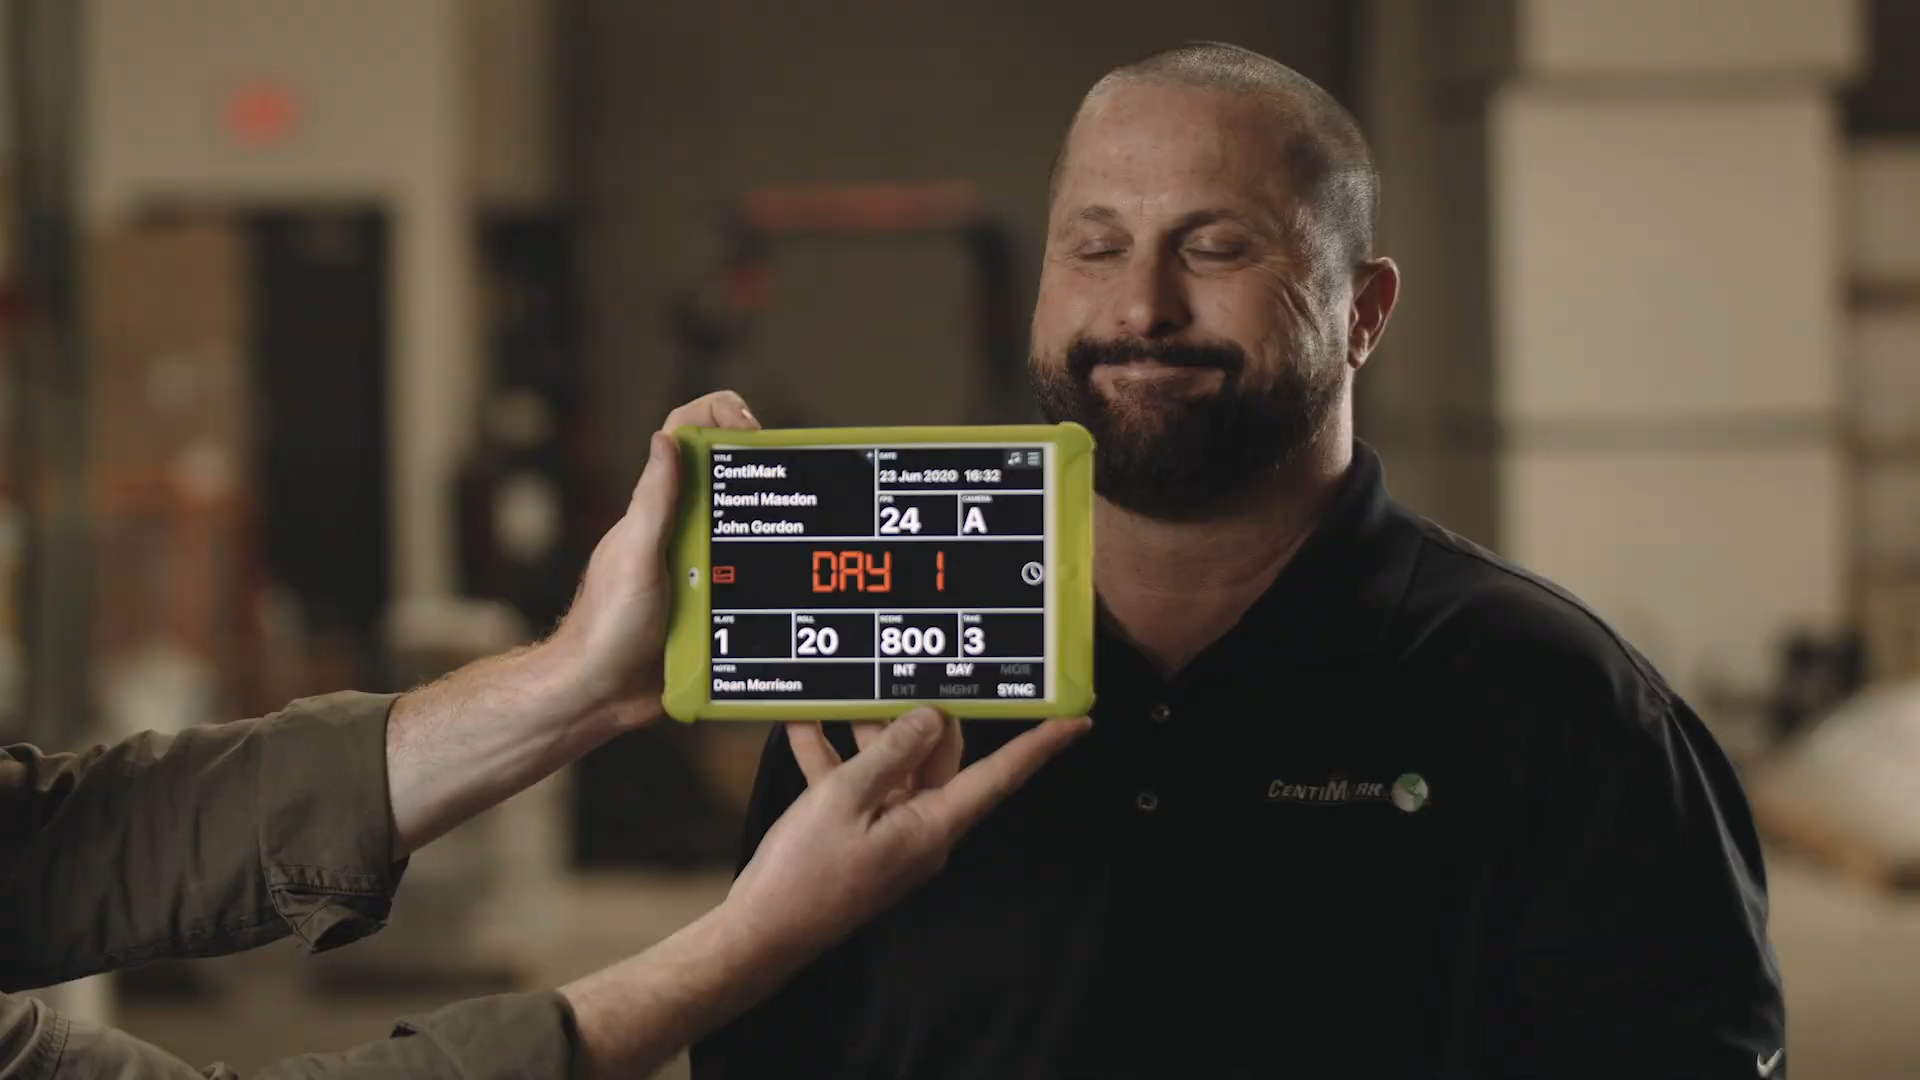 TITLE
CentiMark
DIR
Naomi Masdon
DP
John Gordon
DATE
23 Jun 2020 16:32
FPS
24
CAMERA
A
DAY 1
SLATE
1
ROLL
20
SCENE
800
TAKE
3
NOTES
Dean Morrison
INT DAY MOS
EXT NIGHT SYNC
CENTIMARK